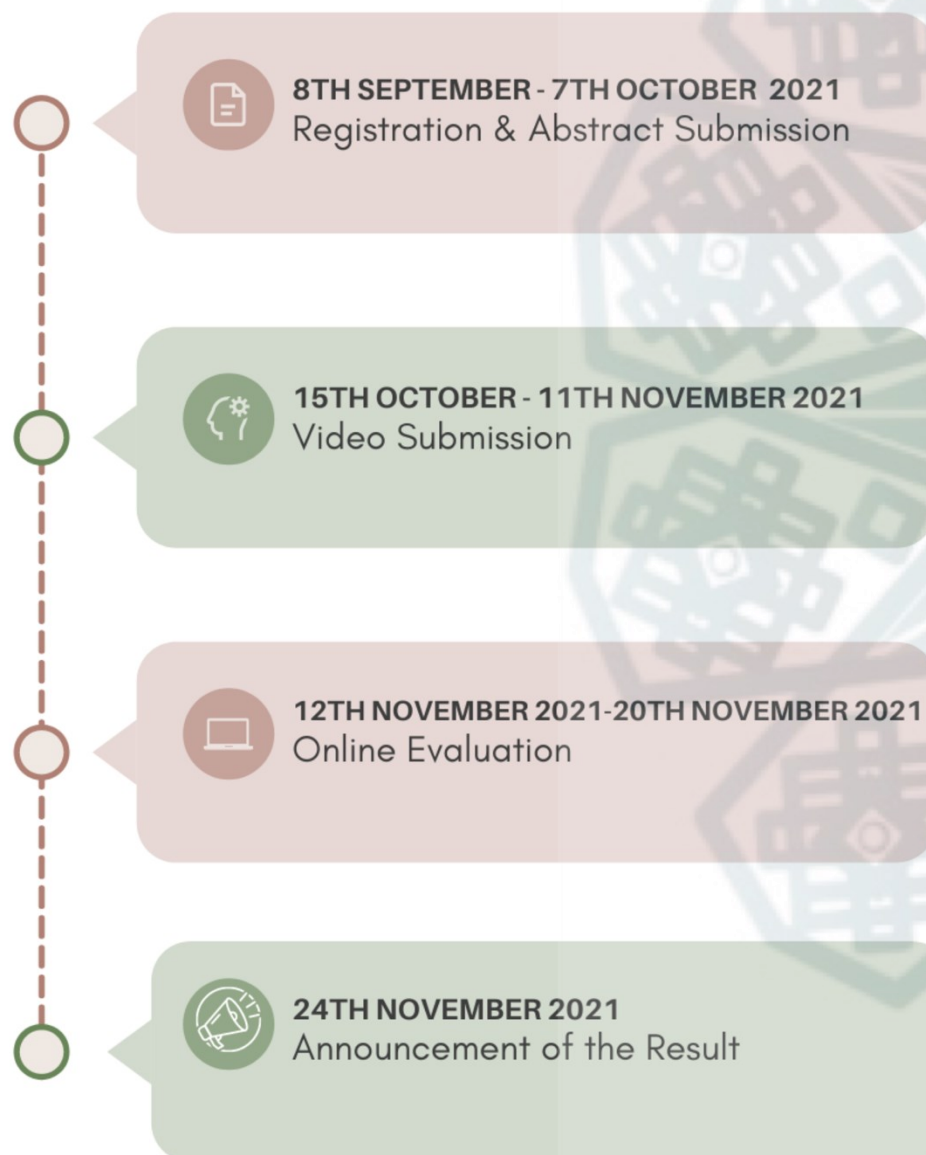 8TH SEPTEMBER - 7TH OCTOBER 2021
Registration & Abstract Submission
15TH OCTOBER - 11TH NOVEMBER 2021
Video Submission
12TH NOVEMBER 2021-20TH NOVEMBER 2021
Online Evaluation
24TH NOVEMBER 2021
Announcement of the Result